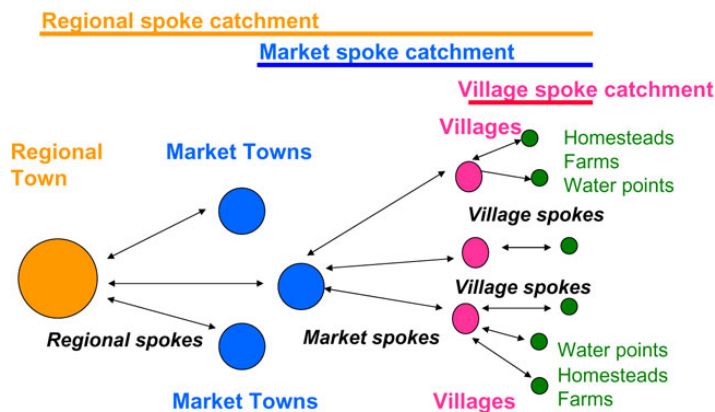 Regional spoke catchment
Market spoke catchment
Village spoke catchment
Villages
Regional
Town
Market Towns
Homesteads
Farms
Water points
Village spokes
Village spokes
Regional spokes
Market spokes
Water points
Homesteads
Farms
Market Towns
Villages